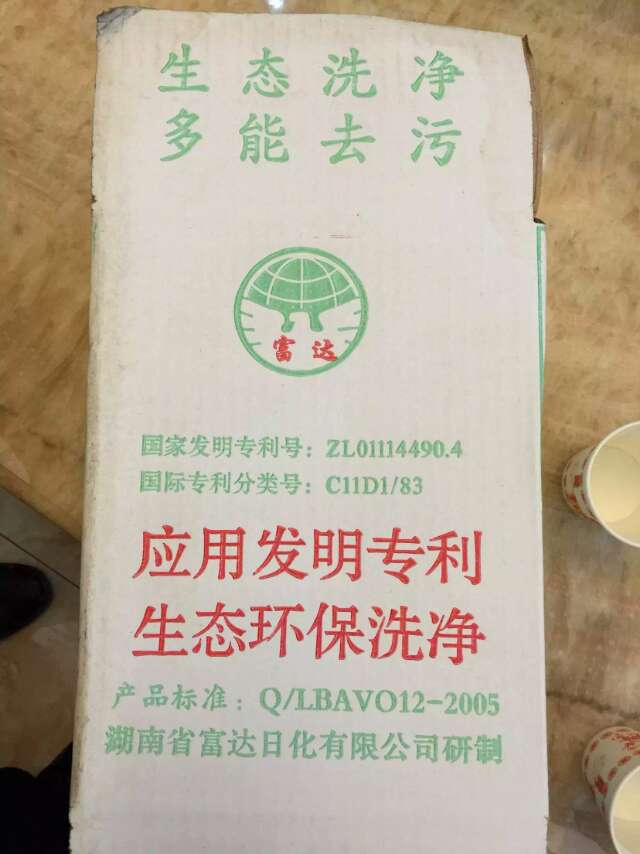 生态洗净
多能去污
富达
国家发明专利号：ZL01114490.4
国际专利分类号：C11D1/83
应用发明专利
生态环保洗净
产品标准：Q/LBAVO12-2005
湖南省富达日化有限公司研制